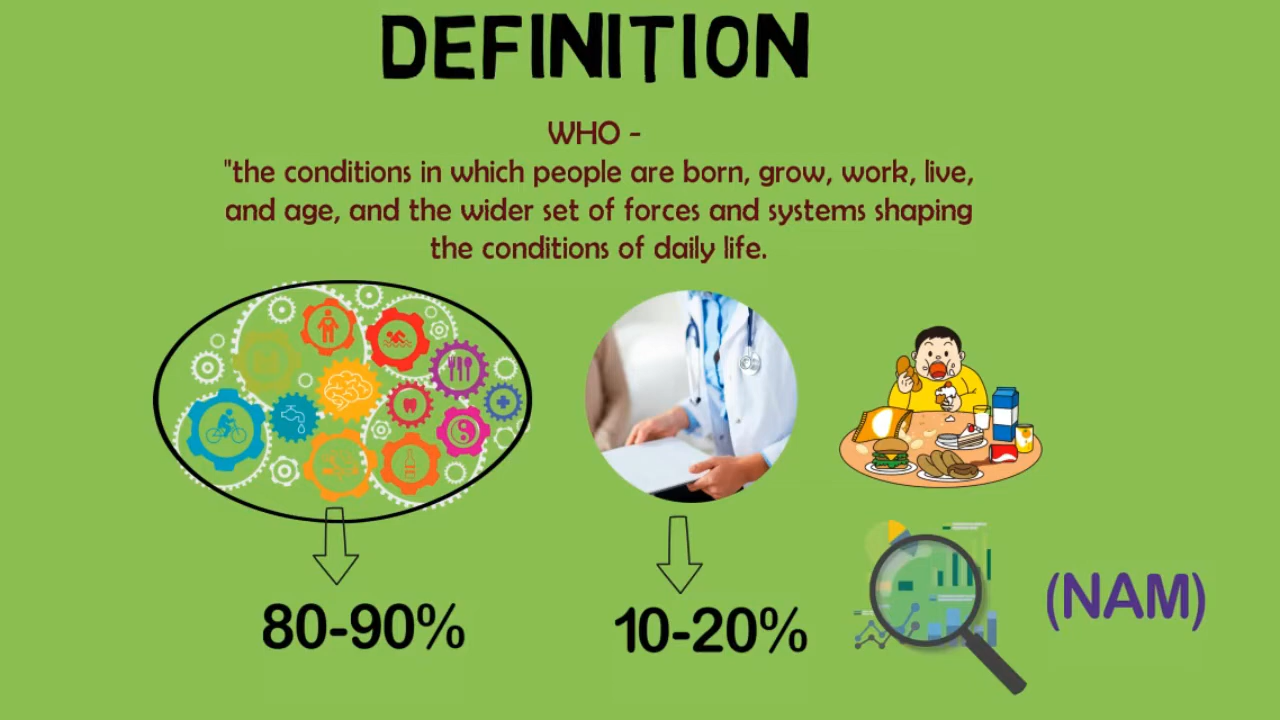 DEFINITION
WHO -
"the conditions in which people are born, grow, work, live,
and age, and the wider set of forces and systems shaping
the conditions of daily life.
80-90%
10-20%
(NAM)